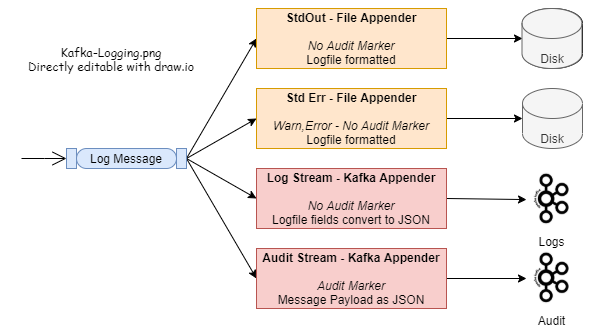 Kafka-Logging.png
Directly editable with draw.io
Log Message
StdOut - File Appender
No Audit Marker
Logfile formatted
Disk
Std Err - File Appender
Warn,Error - No Audit Marker
Logfile formatted
Disk
Log Stream - Kafka Appender
No Audit Marker
Logfile fields convert to JSON
Logs
Audit Stream - Kafka Appender
Audit Marker
Message Payload as JSON
Audit